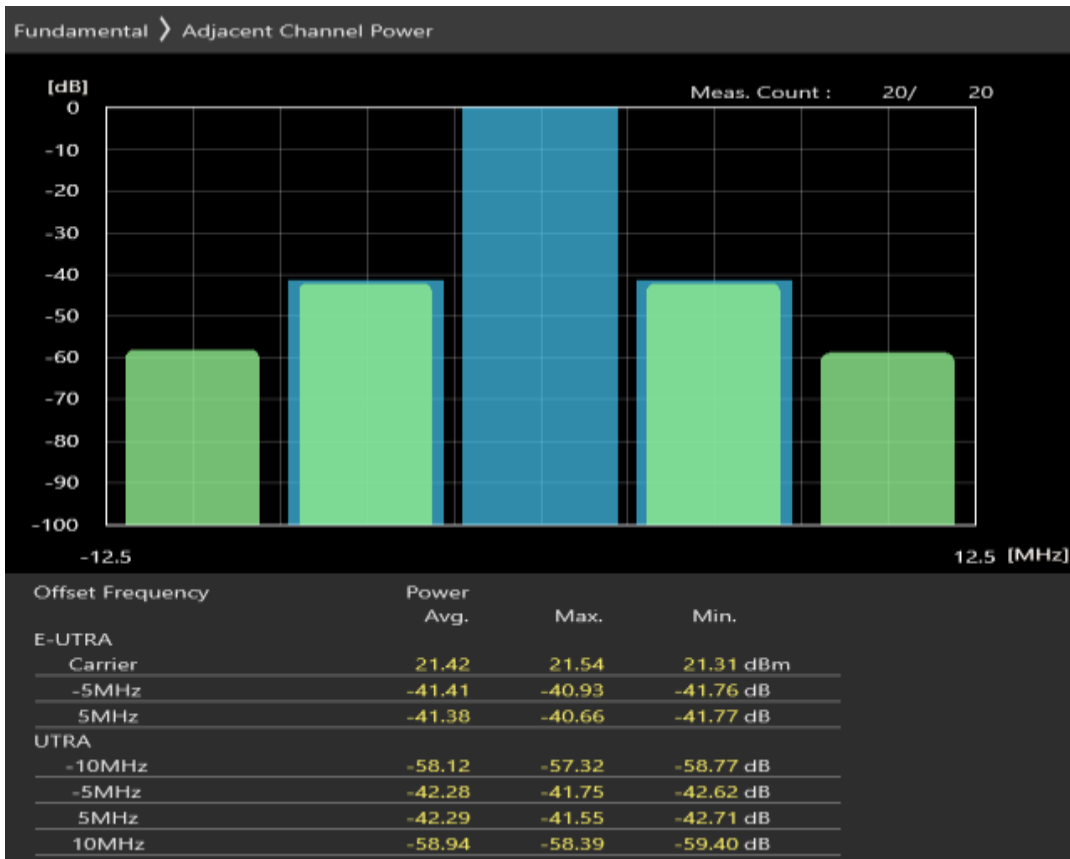 Fundamental 〉 Adjacent Channel Power
[dB]
Meas. Count : 20/ 20
0
-10
-20
-30
-40
-50
-60
-70
-80
-90
-100
-12.5 12.5 [MHz]
Offset Frequency Power
Avg. Max. Min.
E-UTRA
Carrier 21.42 21.54 21.31 dBm
-5MHz -41.41 -40.93 -41.76 dB
5MHz -41.38 -40.66 -41.77 dB
UTRA
-10MHz -58.12 -57.32 -58.77 dB
-5MHz -42.28 -41.75 -42.62 dB
5MHz -42.29 -41.55 -42.71 dB
10MHz -58.94 -58.39 -59.40 dB